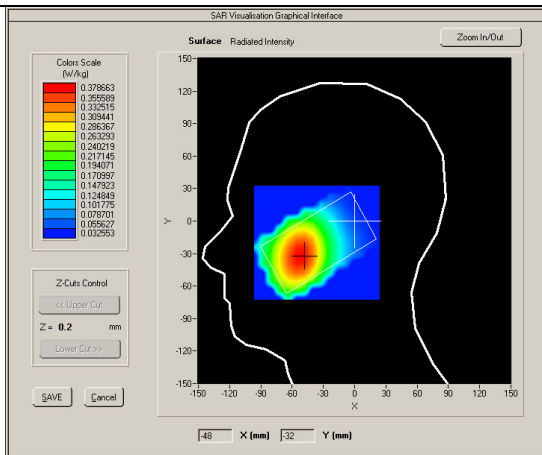 SAR Visualisation Graphical Interface
Surface Radiated Intensity
Zoom In/Out
Colors Scale
(W/kg)
0.378663
0.355589
0.332515
0.309441
0.286367
0.263293
0.240219
0.217145
0.194071
0.170997
0.147923
0.124849
0.101775
0.078701
0.055627
0.032553
Z-Cuts Control
<< Upper Cut
Z = 0.2 mm
Lower Cut >>
SAVE Cancel
150
120
90
60
30
0
-30
-60
-90
-120
-150
Y
-150 -120 -90 -60 -30 0 30 60 90 120 150
X
-48 X (mm) -32 Y (mm)